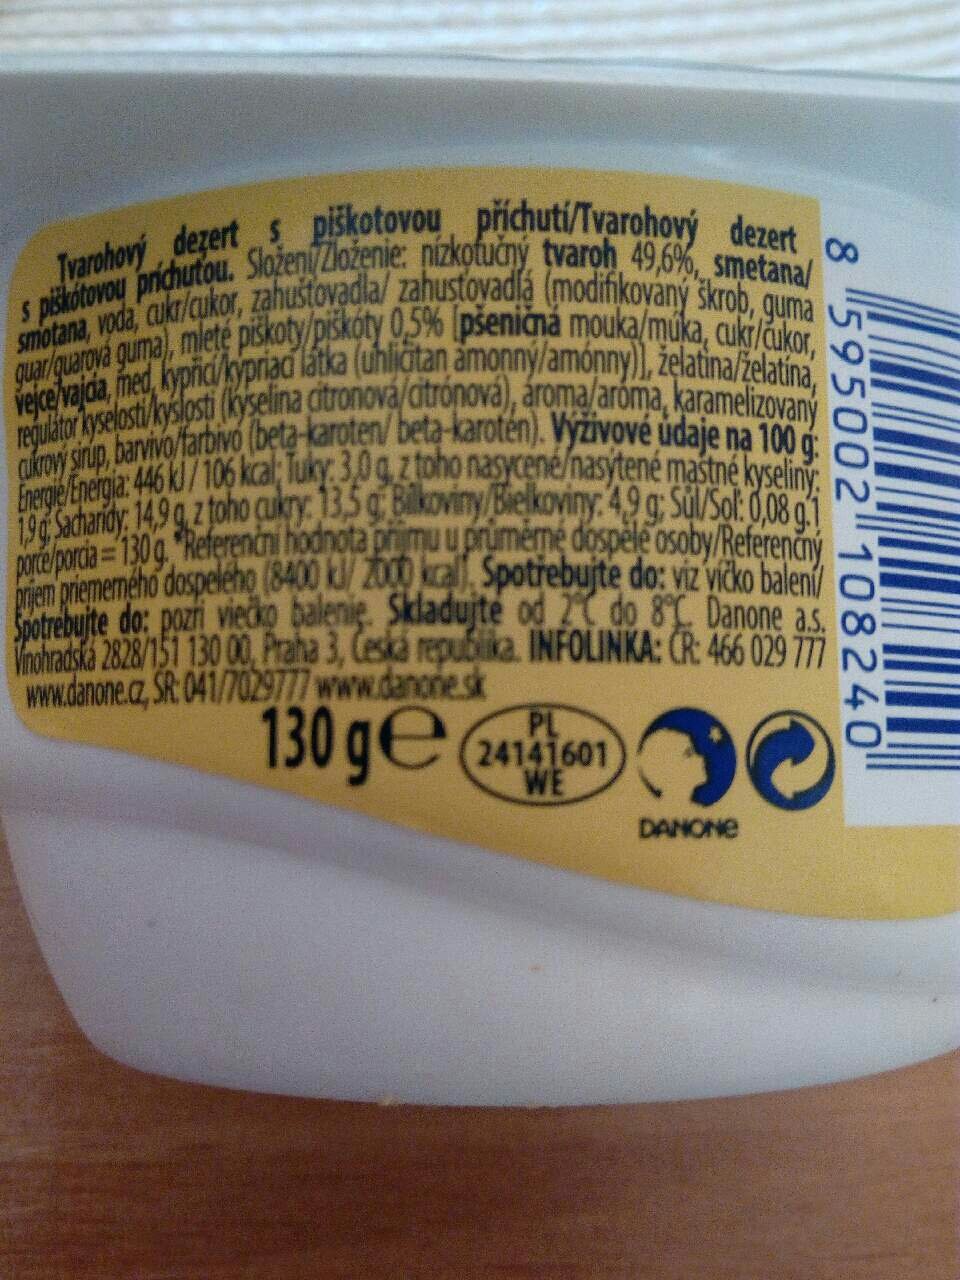 Tvarohový dezert s piškotovou příchutí/Tvarohový dezert
s piškótovou príchuťou. Složení/Zloženie: nízkotučný tvaroh 49,6%, smetana/
smotana, voda, cukr/cukor, zahušťovadla/ zahusťovadlá (modifikovaný škrob, guma
guar/guarová guma), mleté piškoty/piškóty 0,5% [pšeničná mouka/múka, cukr/cukor,
vejce/vajcia, med, kypřicí/kypriaci látka (uhličitan amonný/amónny)], želatina/želatína,
regulátor kyselosti/kyslosti (kyselina citronová/citrónová), aroma/aróma, karamelizovaný
cukrový sirup, barvivo/farbivo (beta-karoten/ beta-karotén). Výživové údaje na 100 g:
Energie/Energia: 446 kJ / 106 kcal; Tuky: 3,0 g, z toho nasycené/nasýtené mastné kyseliny:
1,9 g; Sacharidy: 14,9 g, z toho cukry: 13,5 g; Bílkoviny/Bielkoviny: 4,9 g; Sůl/Soľ: 0,08 g.1
porce/porcia = 130 g. *Referenční hodnota příjmu u průměrné dospělé osoby/Referenčný
príjem priemerného dospelého (8400 kJ/ 2000 kcal). Spotřebujte do: viz víčko balení/
Spotrebujte do: pozri viečko balenie. Skladujte od 2°C do 8°C. Danone a.s.
Vinohradská 2828/151 130 00, Praha 3, Česká republika. INFOLINKA: ČR: 466 029 777
www.danone.cz, SR: 041/7029777 www.danone.sk
130 g e
PL
24141601
WE
DANONE
8 595002 108240